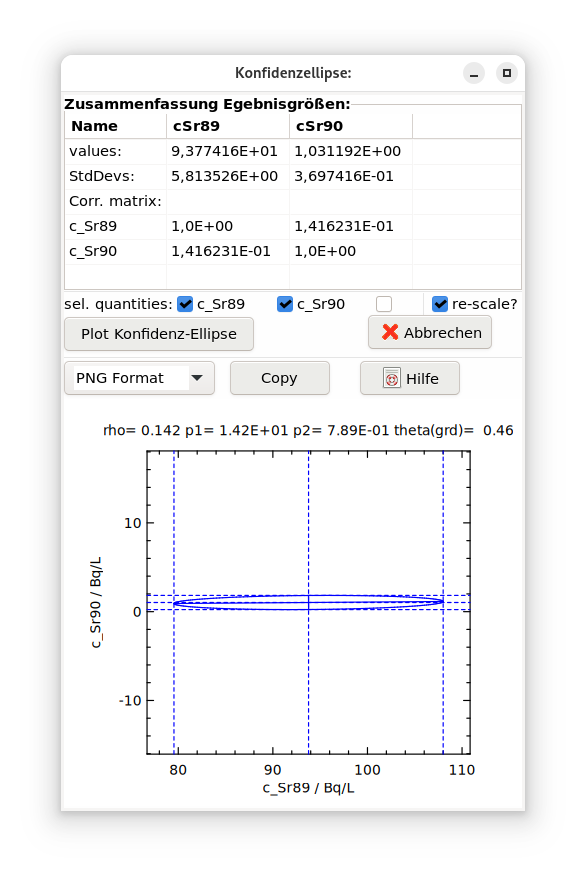 Konfidenzellipse:
Zusammenfassung Egebnisgrößen:
Name cSr89 cSr90
values: 9,377416E+01 1,031192E+00
StdDevs: 5,813526E+00 3,697416E-01
Corr. matrix:
c_Sr89 1,0E+00 1,416231E-01
c_Sr90 1,416231E-01 1,0E+00
sel. quantities: c_Sr89 c_Sr90 re-scale?
Plot Konfidenz-Ellipse Abbrechen
PNG Format Copy Hilfe
rho= 0.142 p1= 1.42E+01 p2= 7.89E-01 theta(grd)= 0.46
10
0
-10
c_Sr90 / Bq/L
80 90 100 110
c_Sr89 / Bq/L